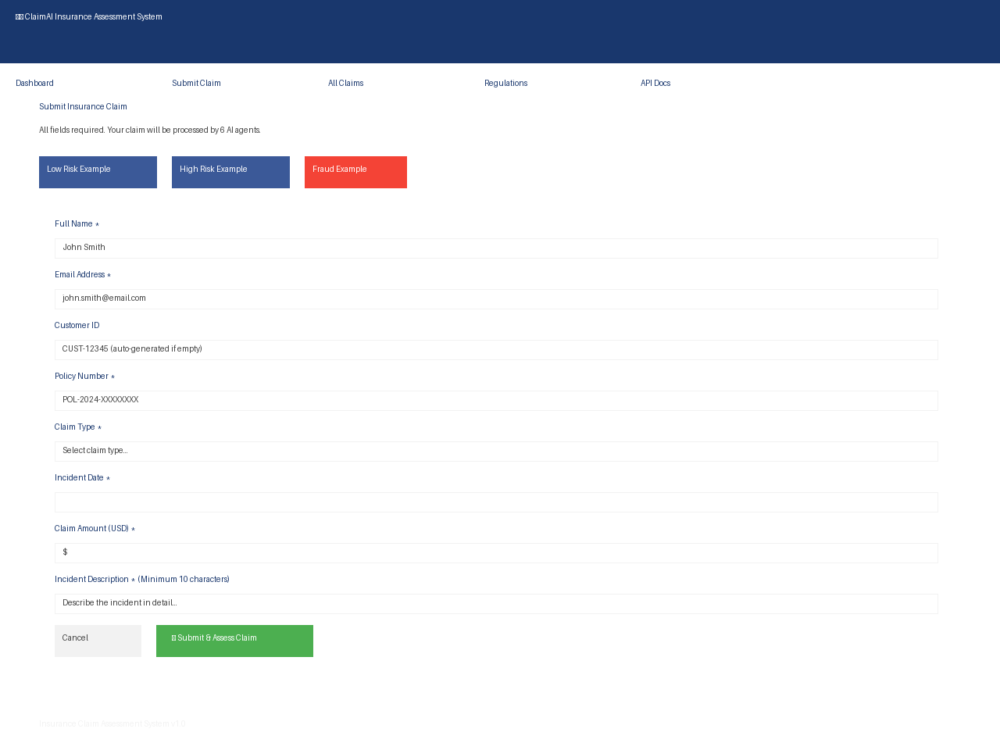 ClaimAI Insurance Assessment System
Dashboard Submit Claim All Claims Regulations API Docs
Submit Insurance Claim
All fields required. Your claim will be processed by 6 AI agents.
Low Risk Example High Risk Example Fraud Example
Full Name *
John Smith
Email Address *
john.smith@email.com
Customer ID
CUST-12345 (auto-generated if empty)
Policy Number *
POL-2024-XXXXXXXX
Claim Type *
Select claim type...
Incident Date *
Claim Amount (USD) *
$
Incident Description * (Minimum 10 characters)
Describe the incident in detail...
Cancel Submit & Assess Claim
Insurance Claim Assessment System v1.0